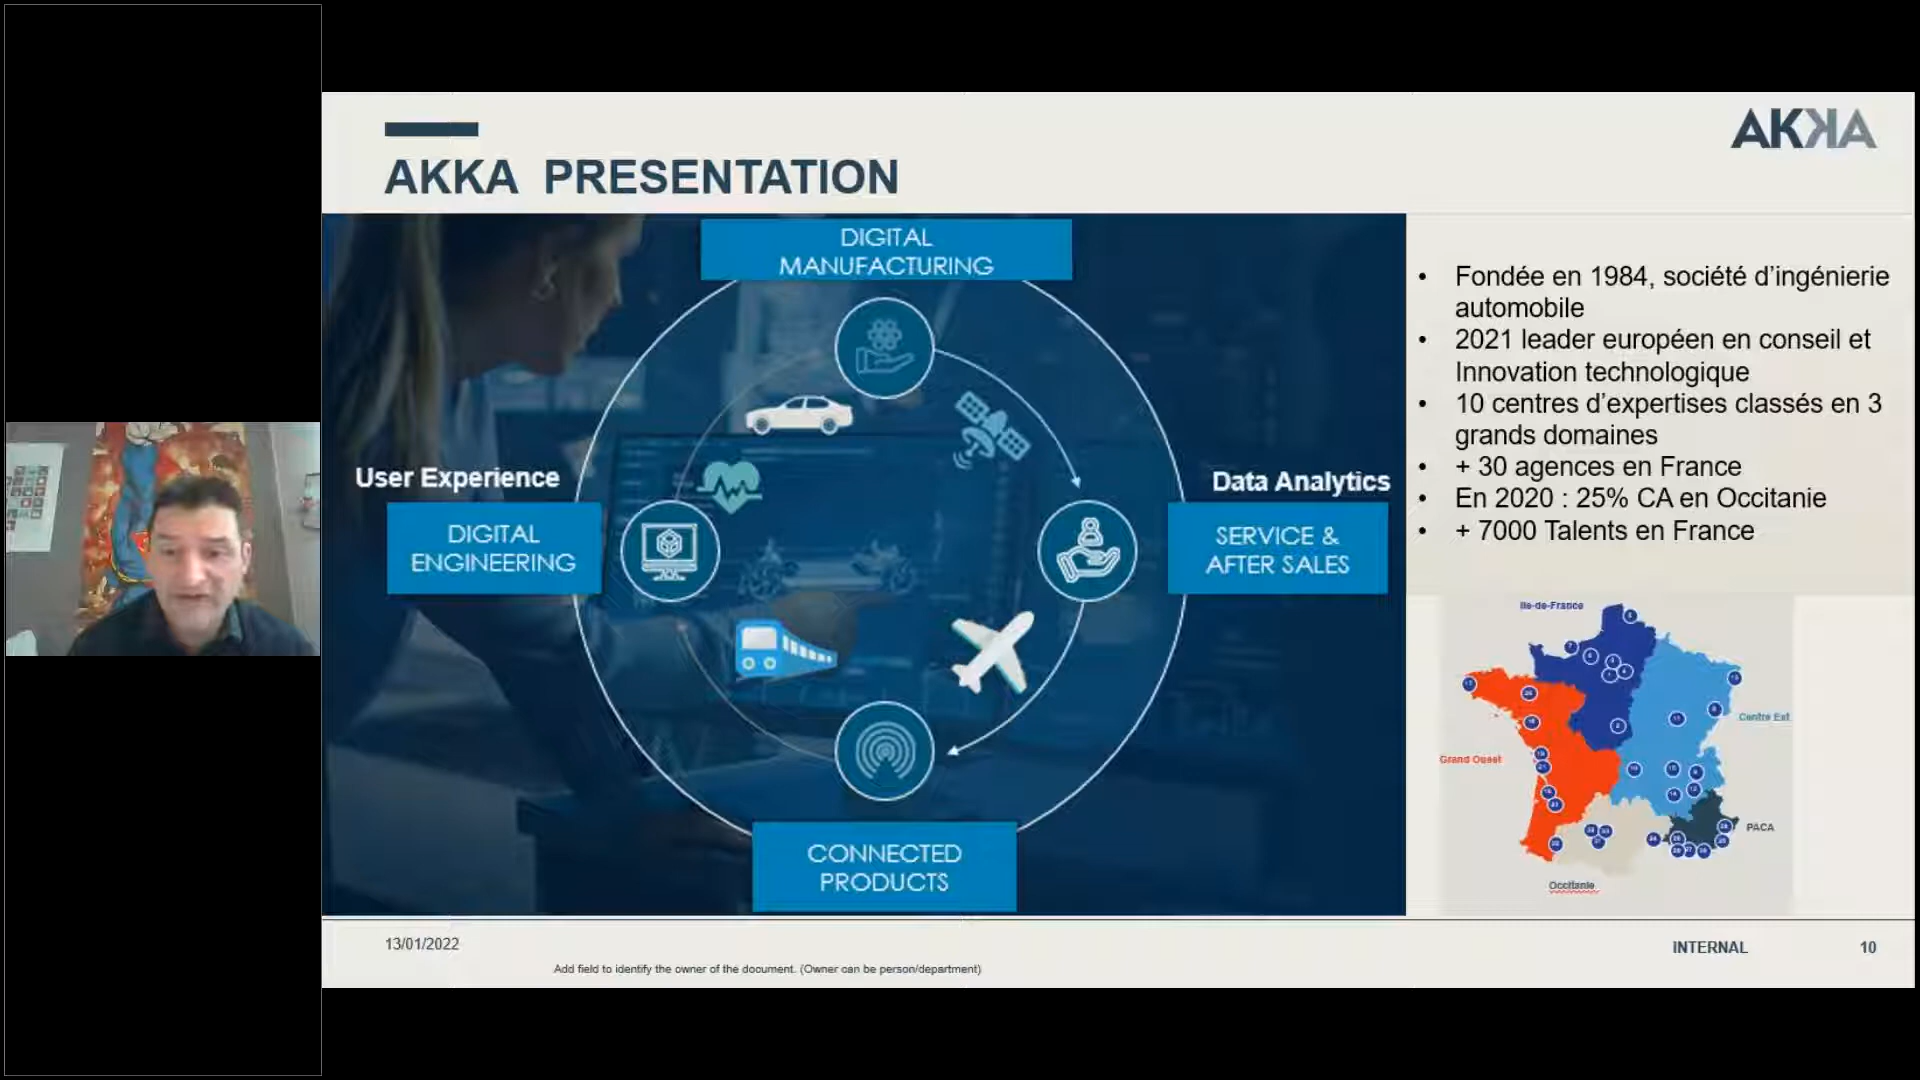 AKKA
AKKA PRESENTATION
DIGITAL
MANUFACTURING
User Experience
DIGITAL
ENGINEERING
Data Analytics
SERVICE &
AFTER SALES
CONNECTED
PRODUCTS
• Fondée en 1984, société d’ingénierie
automobile
• 2021 leader européen en conseil et
Innovation technologique
• 10 centres d’expertises classés en 3
grands domaines
• + 30 agences en France
• En 2020 : 25% CA en Occitanie
• + 7000 Talents en France
Ile-de-France
Centre Est
Grand Ouest
PACA
Occitanie
13/01/2022
INTERNAL
10
Add field to identify the owner of the document. (Owner can be person/department)